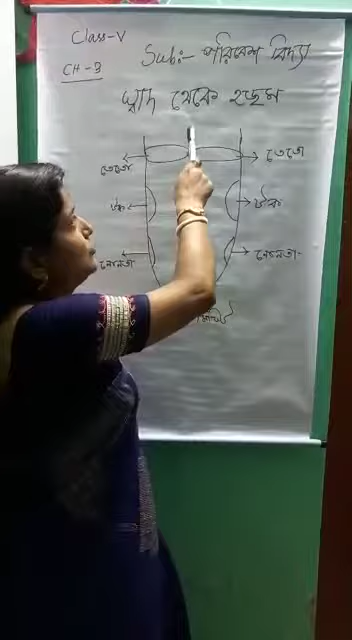 Class-V
Sub:- পরিবেশ বিদ্যা
CH-3
স্বাদ থেকে হজম
তেতো তেতো
টক টক
নোনতা নোনতা